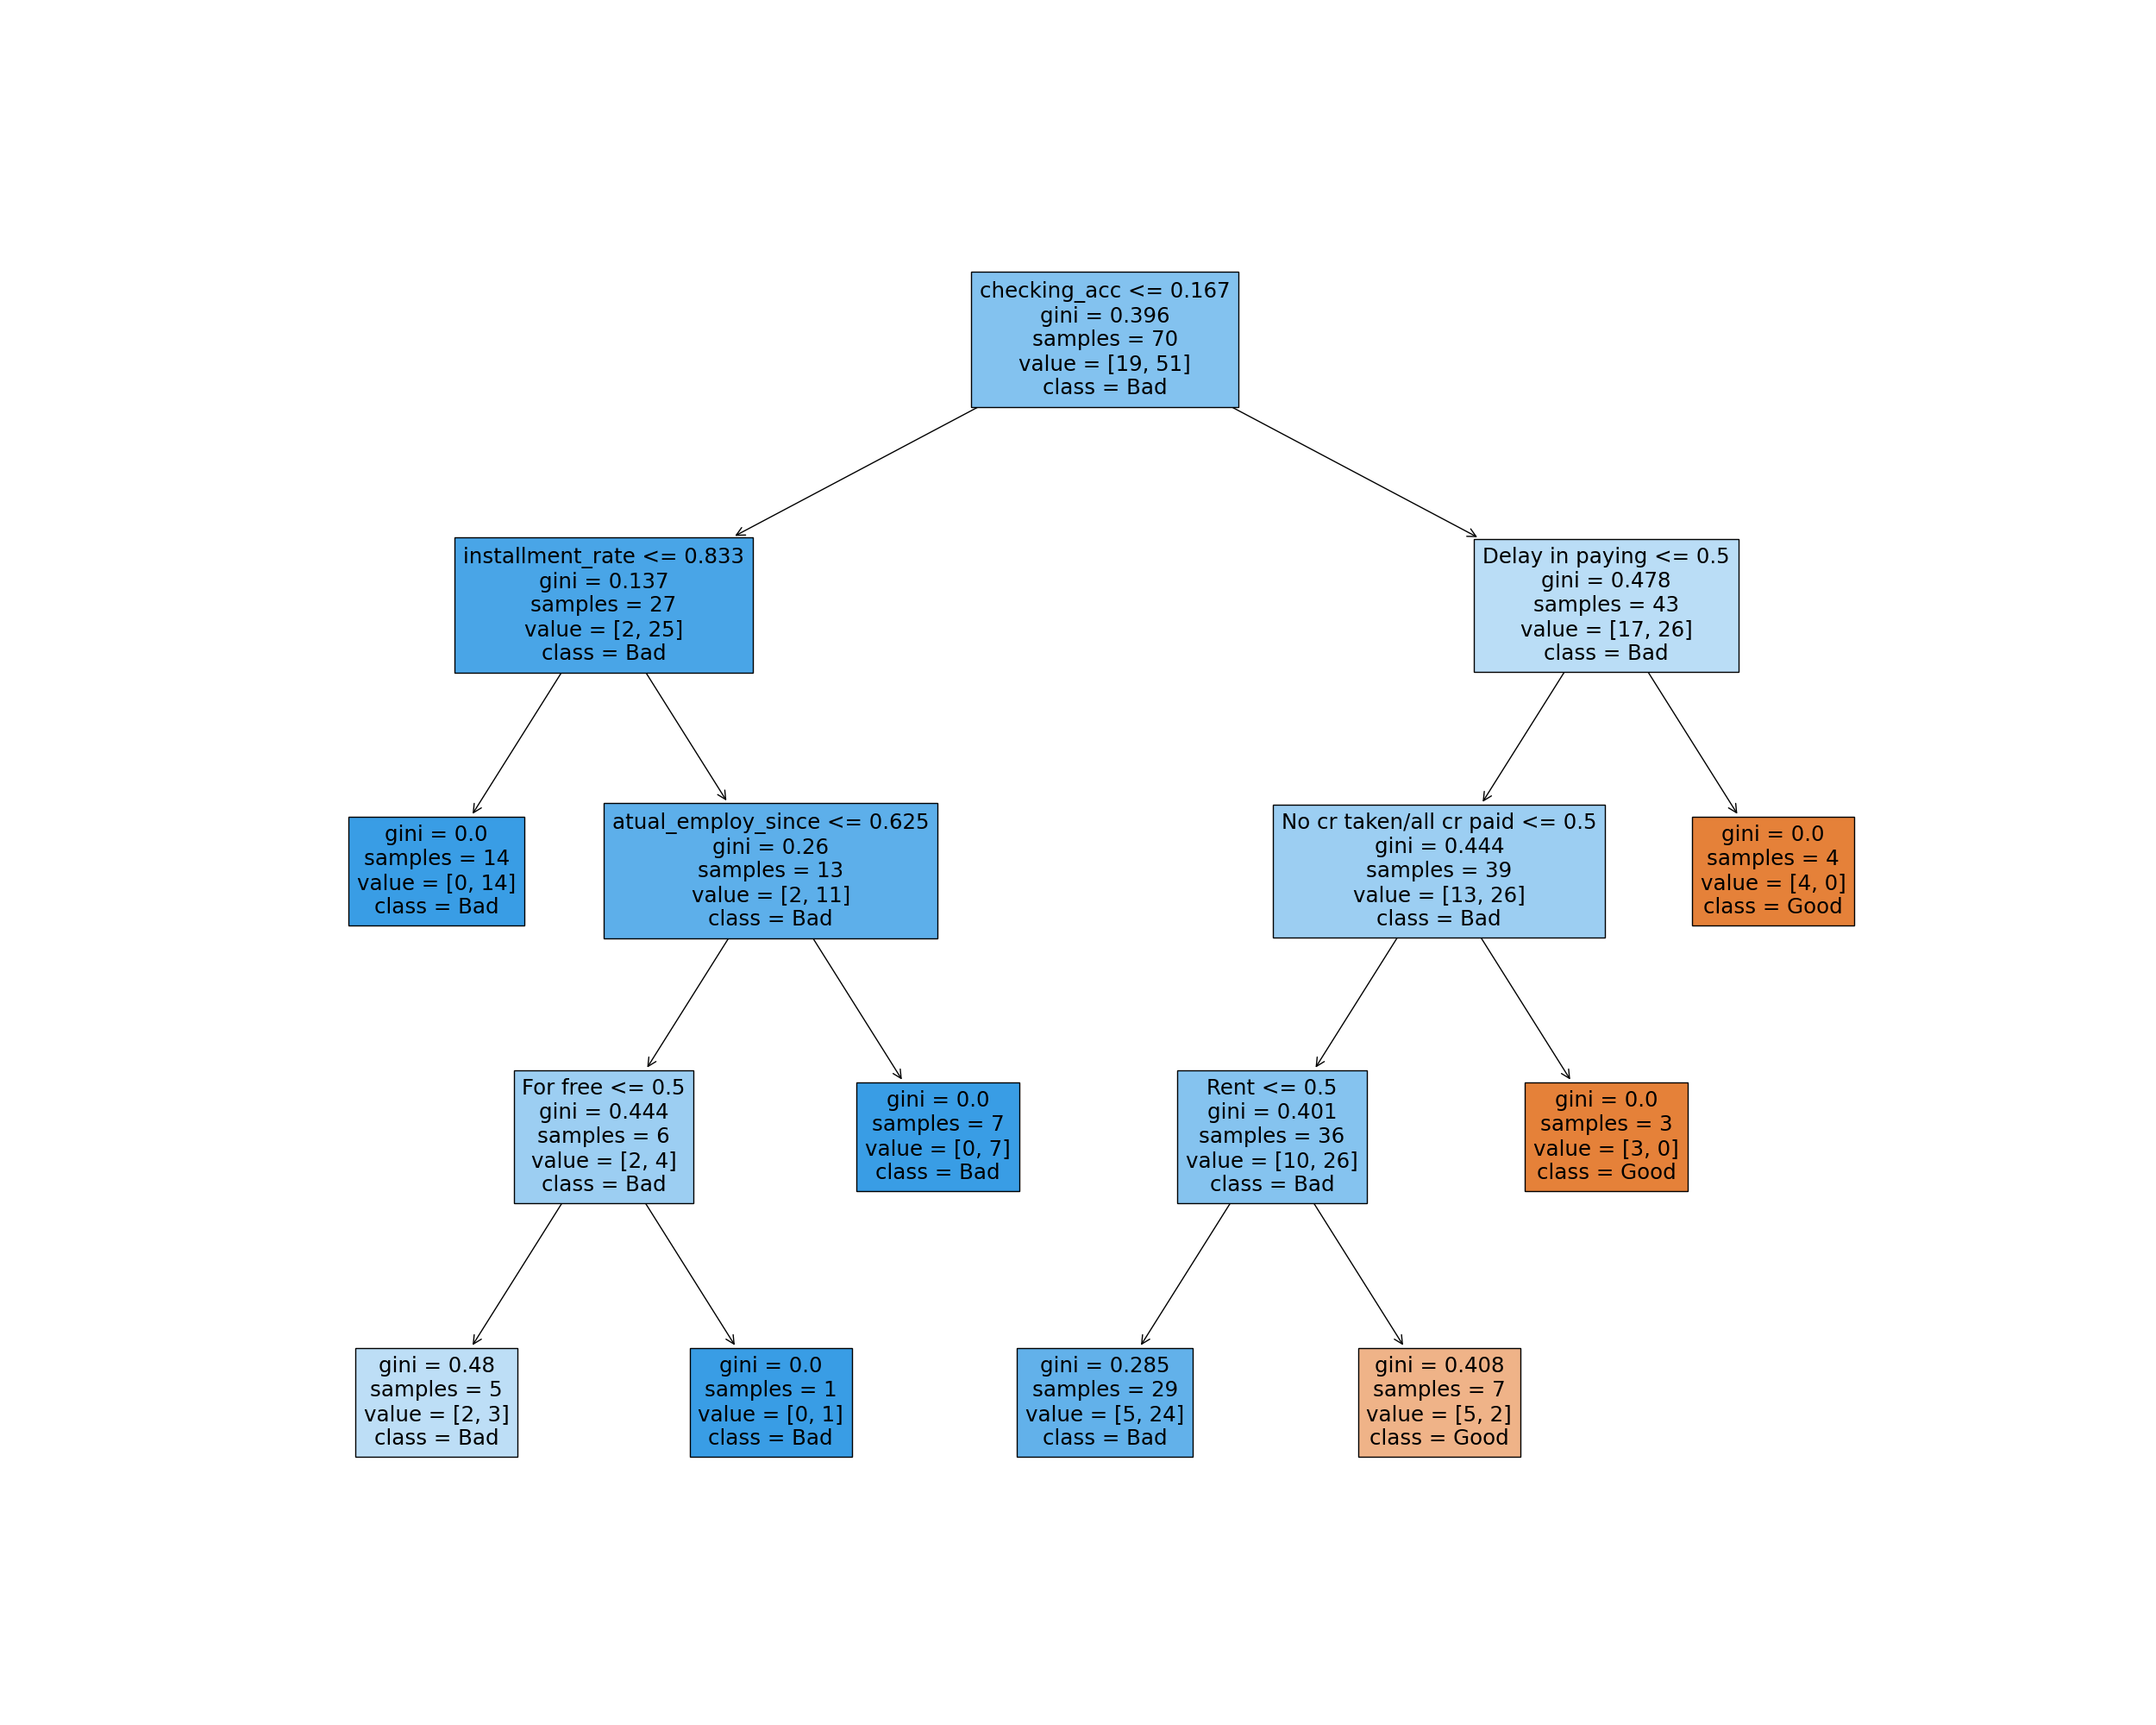 checking_acc <= 0.167
gini = 0.396
samples = 70
value = [19, 51]
class = Bad
installment_rate <= 0.833
gini = 0.137
samples = 27
value = [2, 25]
class = Bad
Delay in paying <= 0.5
gini = 0.478
samples = 43
value = [17, 26]
class = Bad
gini = 0.0
samples = 14
value = [0, 14]
class = Bad
atual_employ_since <= 0.625
gini = 0.26
samples = 13
value = [2, 11]
class = Bad
No cr taken/all cr paid <= 0.5
gini = 0.444
samples = 39
value = [13, 26]
class = Bad
gini = 0.0
samples = 4
value = [4, 0]
class = Good
For free <= 0.5
gini = 0.444
samples = 6
value = [2, 4]
class = Bad
gini = 0.0
samples = 7
value = [0, 7]
class = Bad
Rent <= 0.5
gini = 0.401
samples = 36
value = [10, 26]
class = Bad
gini = 0.0
samples = 3
value = [3, 0]
class = Good
gini = 0.48
samples = 5
value = [2, 3]
class = Bad
gini = 0.0
samples = 1
value = [0, 1]
class = Bad
gini = 0.285
samples = 29
value = [5, 24]
class = Bad
gini = 0.408
samples = 7
value = [5, 2]
class = Good